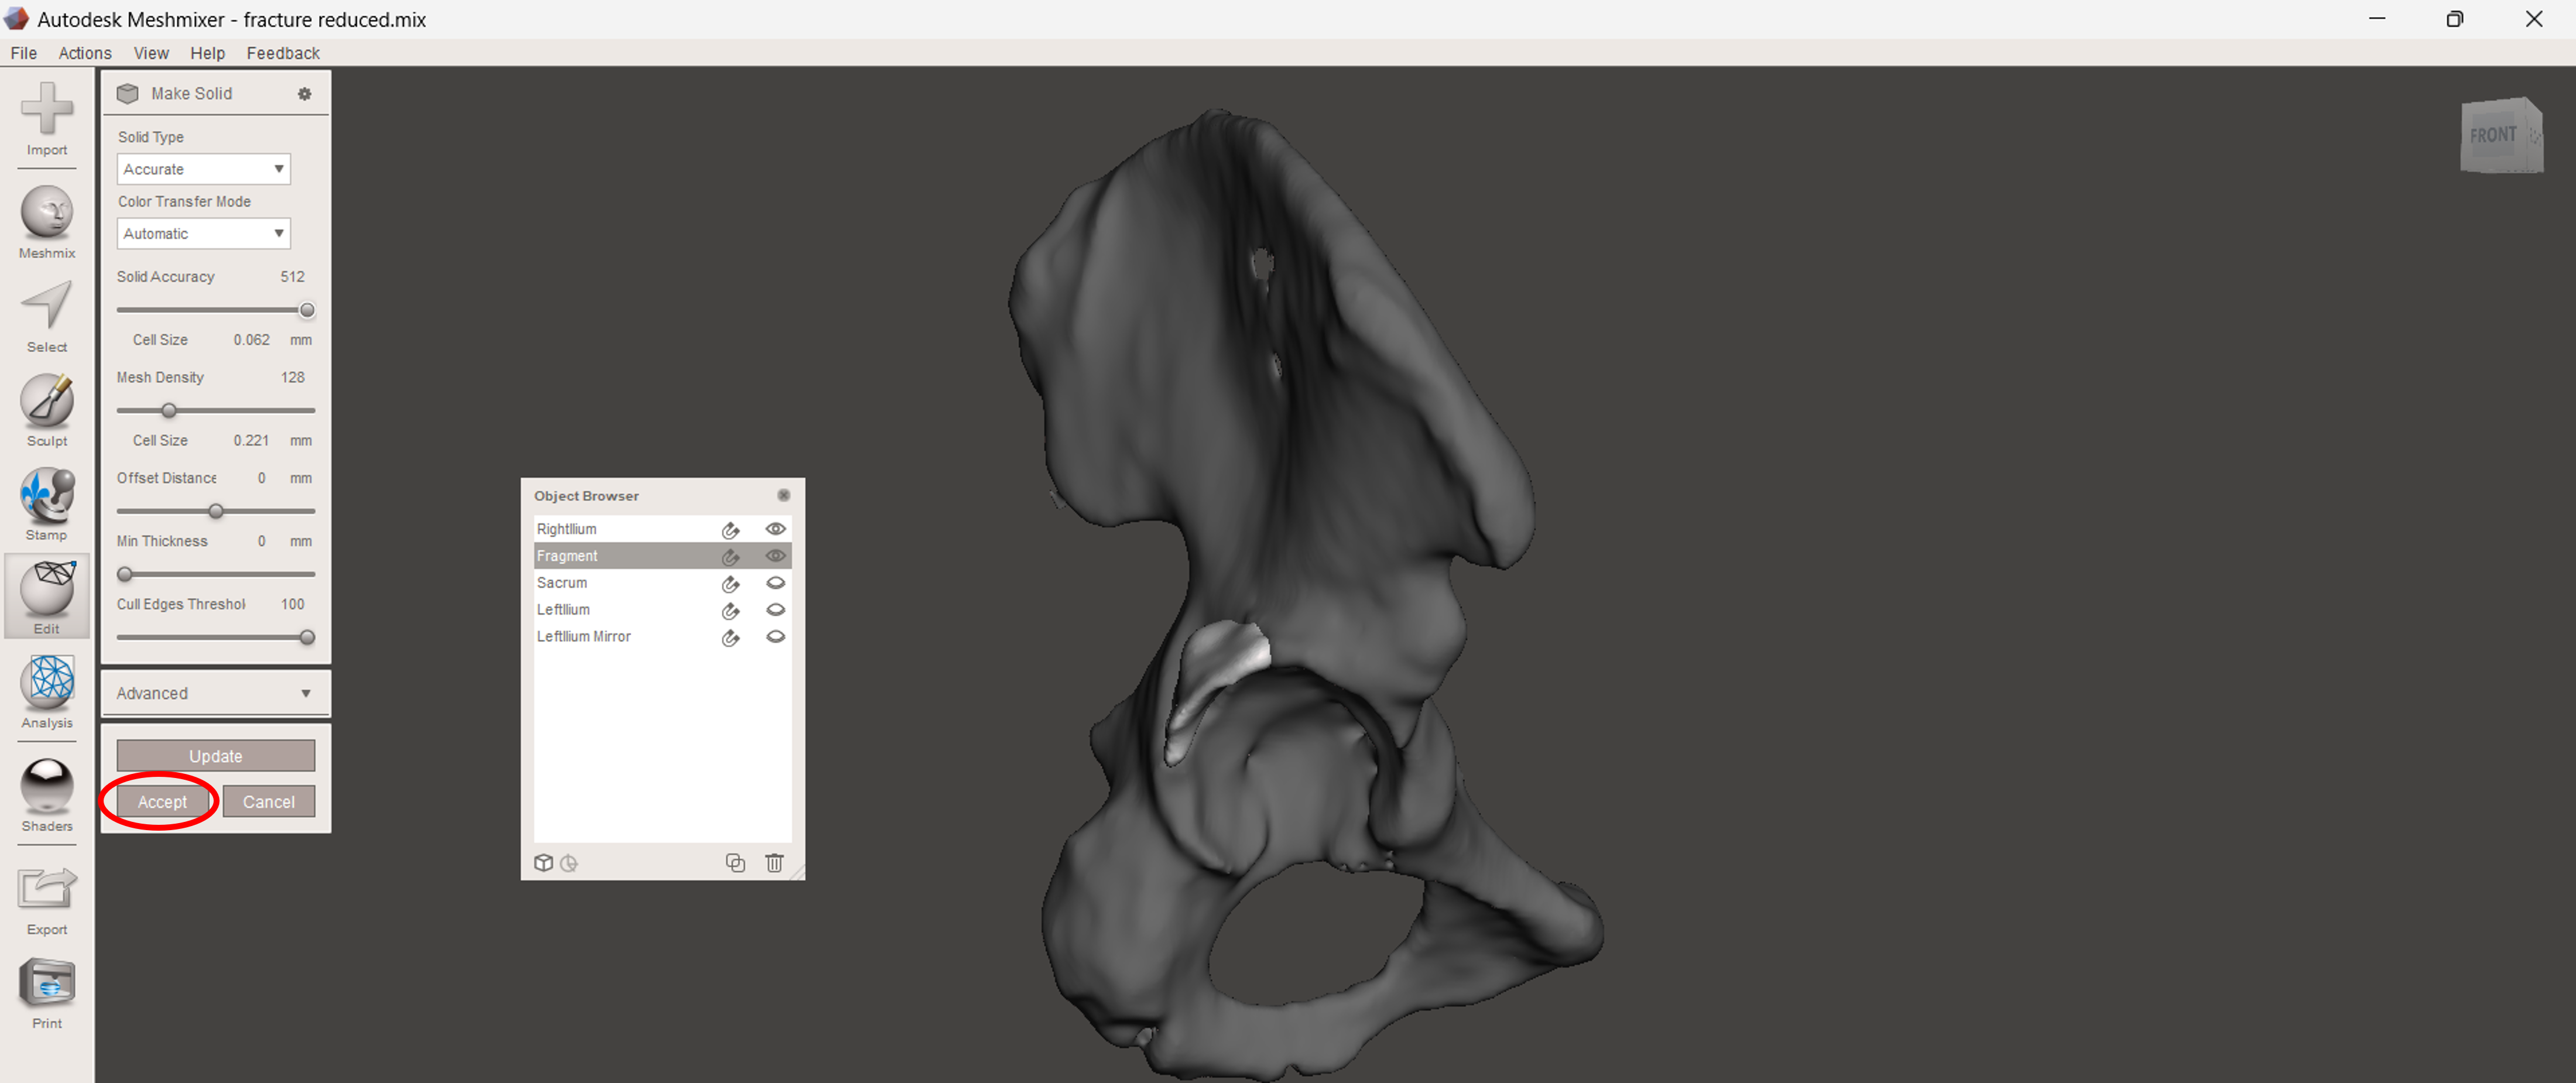 Autodesk Meshmixer - fracture reduced.mix
File Actions View Help Feedback
Import
Meshmix
Select
Sculpt
Stamp
Edit
Analysis
Shaders
Export
Print
Make Solid
Solid Type
Accurate
Color Transfer Mode
Automatic
Solid Accuracy 512
Cell Size 0.062 mm
Mesh Density 128
Cell Size 0.221 mm
Offset Distance 0 mm
Min Thickness 0 mm
Cull Edges Threshol 100
Advanced
Update
Accept Cancel
Object Browser
RightIlium
Fragment
Sacrum
LeftIlium
LeftIlium Mirror
FRONT